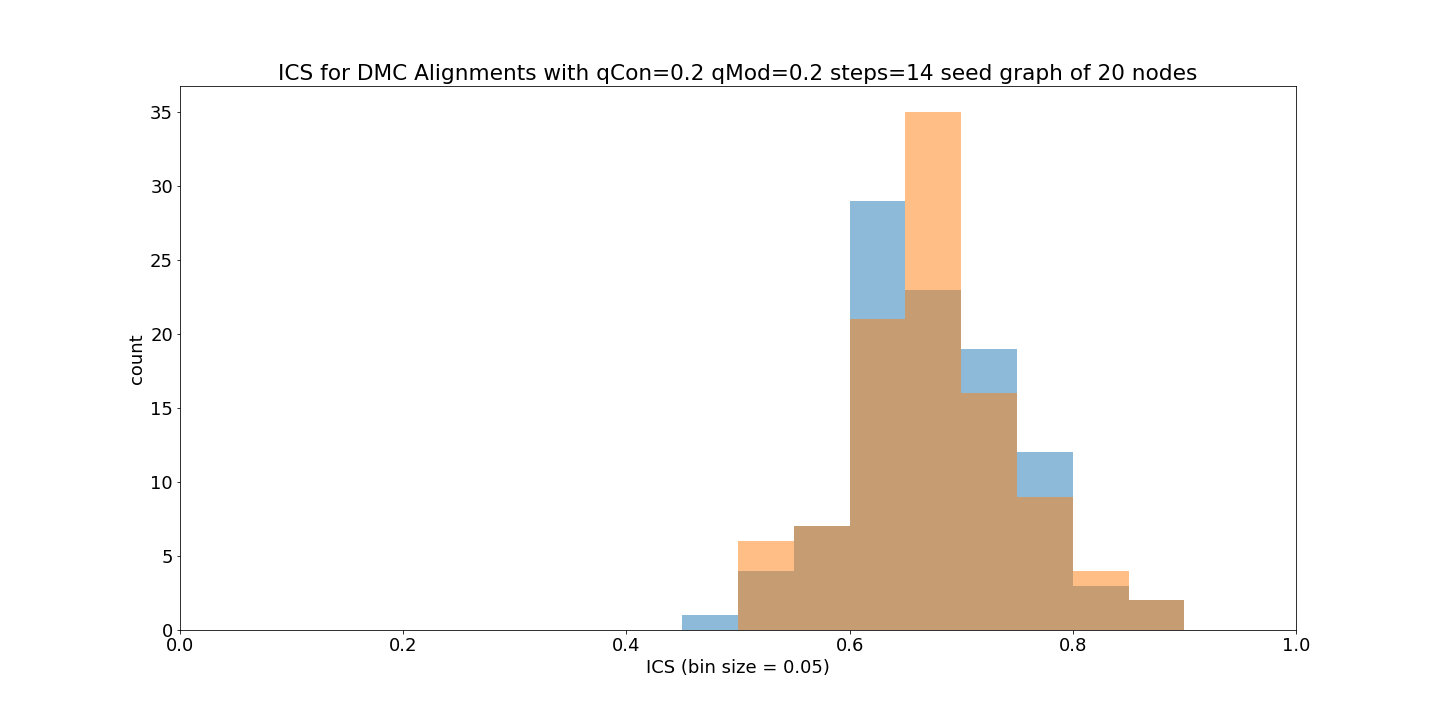 ICS for DMC Alignments with qCon=0.2 qMod=0.2 steps=14 seed graph of 20 nodes
35
30
25
20
15
10
5
0
count
0.0 0.2 0.4 0.6 0.8 1.0
ICS (bin size = 0.05)